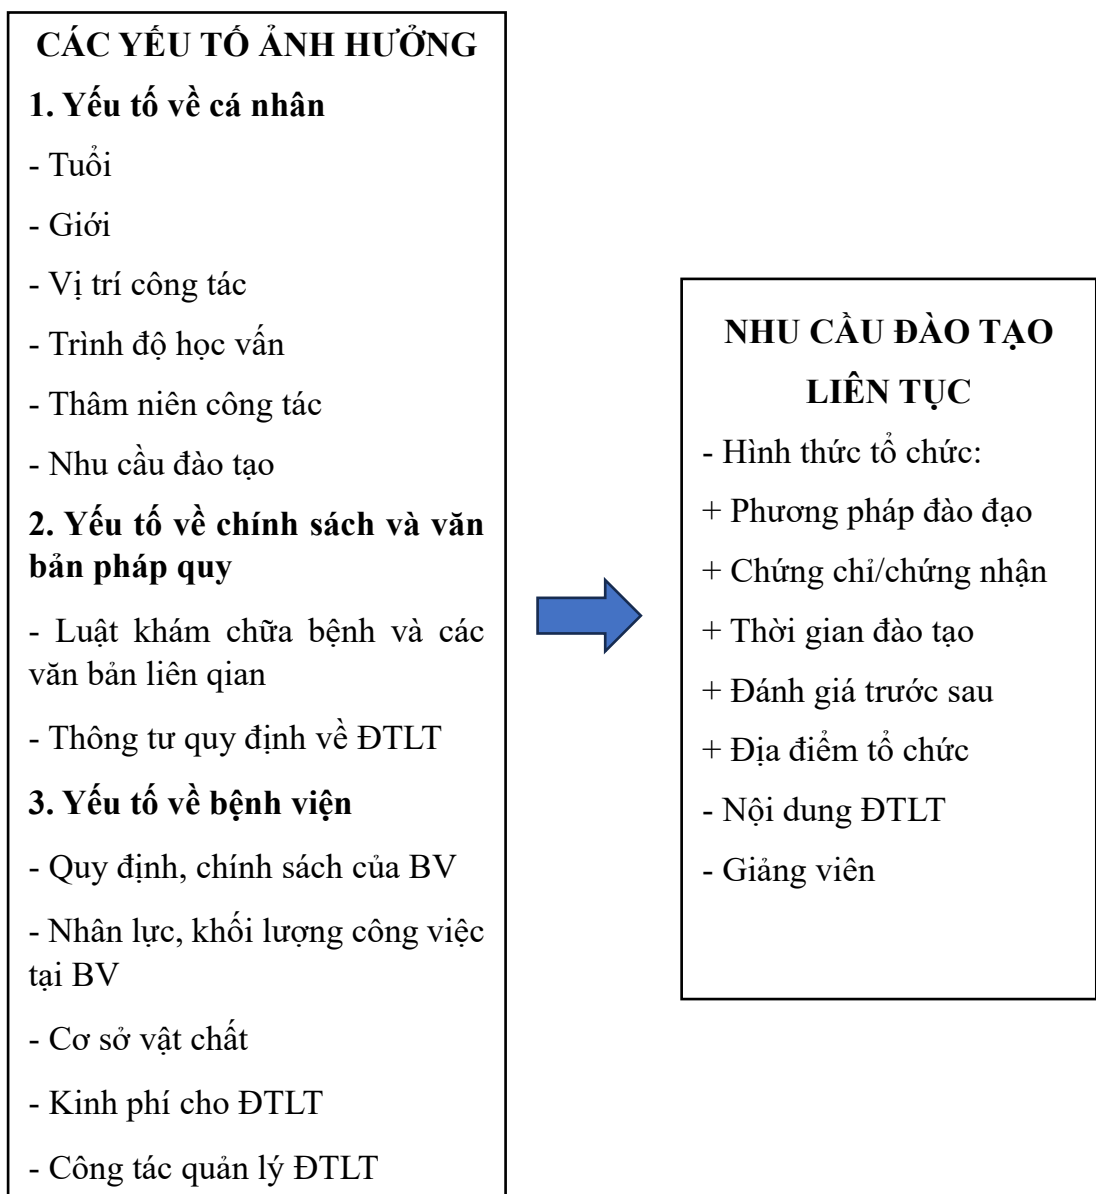 CÁC YẾU TỐ ẢNH HƯỞNG
1. Yếu tố về cá nhân
- Tuổi
- Giới
- Vị trí công tác
- Trình độ học vấn
- Thâm niên công tác
- Nhu cầu đào tạo
2. Yếu tố về chính sách và văn
bản pháp quy
- Luật khám chữa bệnh và các
văn bản liên qian
- Thông tư quy định về ĐTLT
3. Yếu tố về bệnh viện
- Quy định, chính sách của BV
- Nhân lực, khối lượng công việc
tại BV
- Cơ sở vật chất
- Kinh phí cho ĐTLT
- Công tác quản lý ĐTLT
NHU CẦU ĐÀO TẠO
LIÊN TỤC
- Hình thức tổ chức:
+ Phương pháp đào đạo
+ Chứng chỉ/chứng nhận
+ Thời gian đào tạo
+ Đánh giá trước sau
+ Địa điểm tổ chức
- Nội dung ĐTLT
- Giảng viên